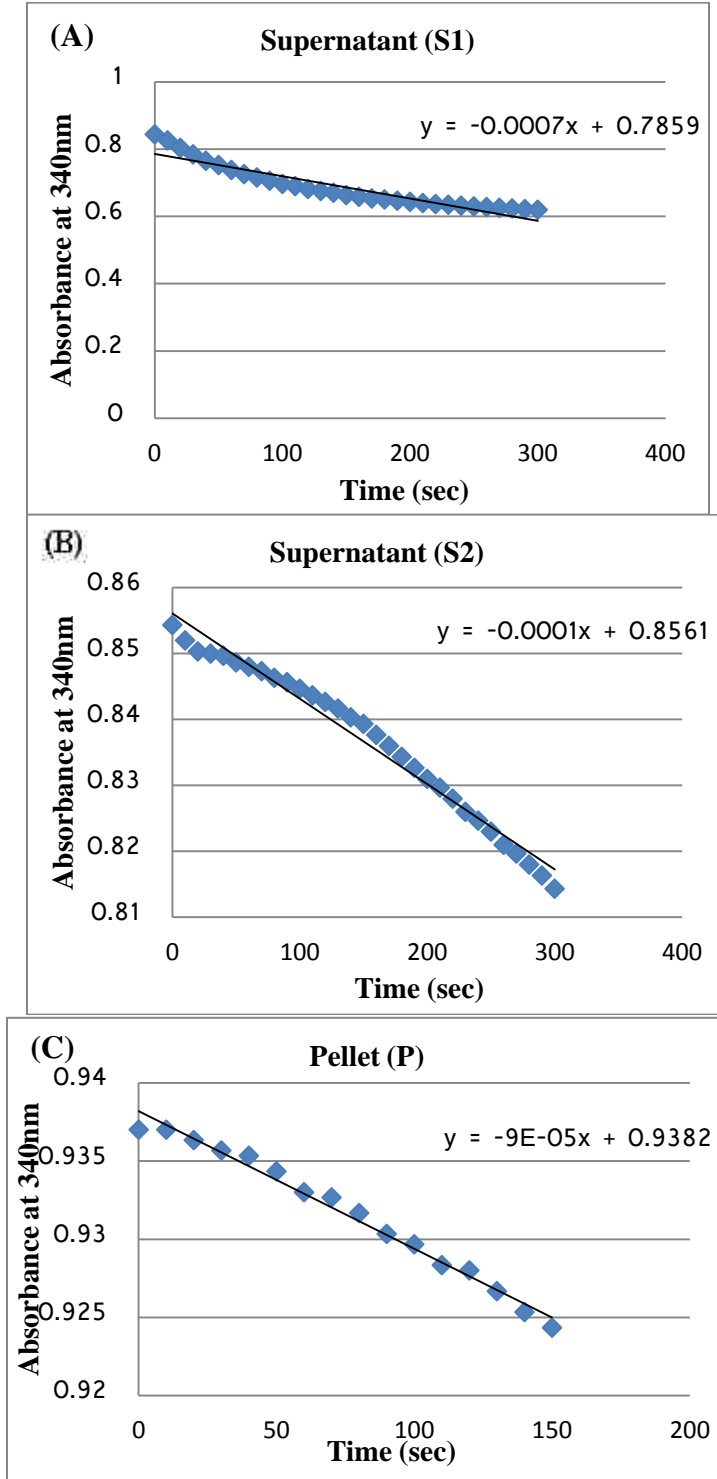 (A)
Supernatant (S1)
y = -0.0007x + 0.7859
Absorbance at 340nm
1
0.8
0.6
0.4
0.2
0
0 100 200 300 400
Time (sec)
(B)
Supernatant (S2)
y = -0.0001x + 0.8561
Absorbance at 340nm
0.86
0.85
0.84
0.83
0.82
0.81
0 100 200 300 400
Time (sec)
(C)
Pellet (P)
y = -9E-05x + 0.9382
Absorbance at 340nm
0.94
0.935
0.93
0.925
0.92
0 50 100 150 200
Time (sec)